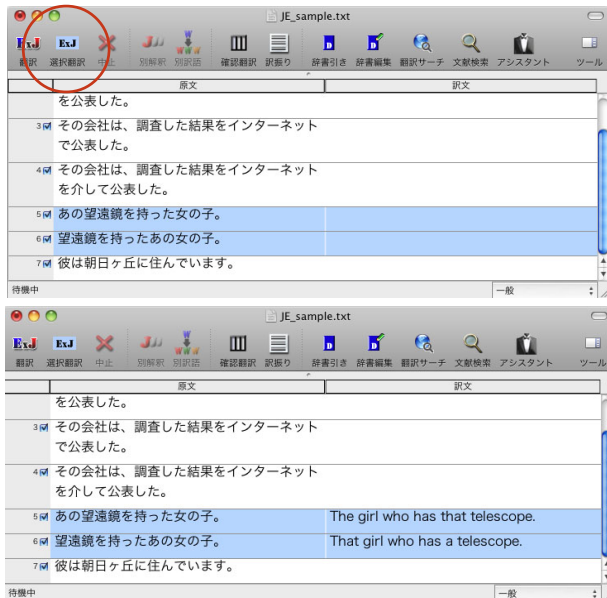 JE_sample.txt
ExJ ExJ J W W W W D D
翻訳 選択翻訳 中止 別解釈 別訳語 確認翻訳 訳振り 辞書引き 辞書編集 翻訳サーチ 文献検索 アシスタント ツール
原文 訳文
を公表した。
3 その会社は、調査した結果をインターネット
で公表した。
4 その会社は、調査した結果をインターネット
を介して公表した。
5 あの望遠鏡を持った女の子。
6 望遠鏡を持ったあの女の子。
7 彼は朝日ヶ丘に住んでいます。
待機中 一般
JE_sample.txt
ExJ ExJ J W W W W D D
翻訳 選択翻訳 中止 別解釈 別訳語 確認翻訳 訳振り 辞書引き 辞書編集 翻訳サーチ 文献検索 アシスタント ツール
原文 訳文
を公表した。
3 その会社は、調査した結果をインターネット
で公表した。
4 その会社は、調査した結果をインターネット
を介して公表した。
5 あの望遠鏡を持った女の子。 The girl who has that telescope.
6 望遠鏡を持ったあの女の子。 That girl who has a telescope.
7 彼は朝日ヶ丘に住んでいます。
待機中 一般